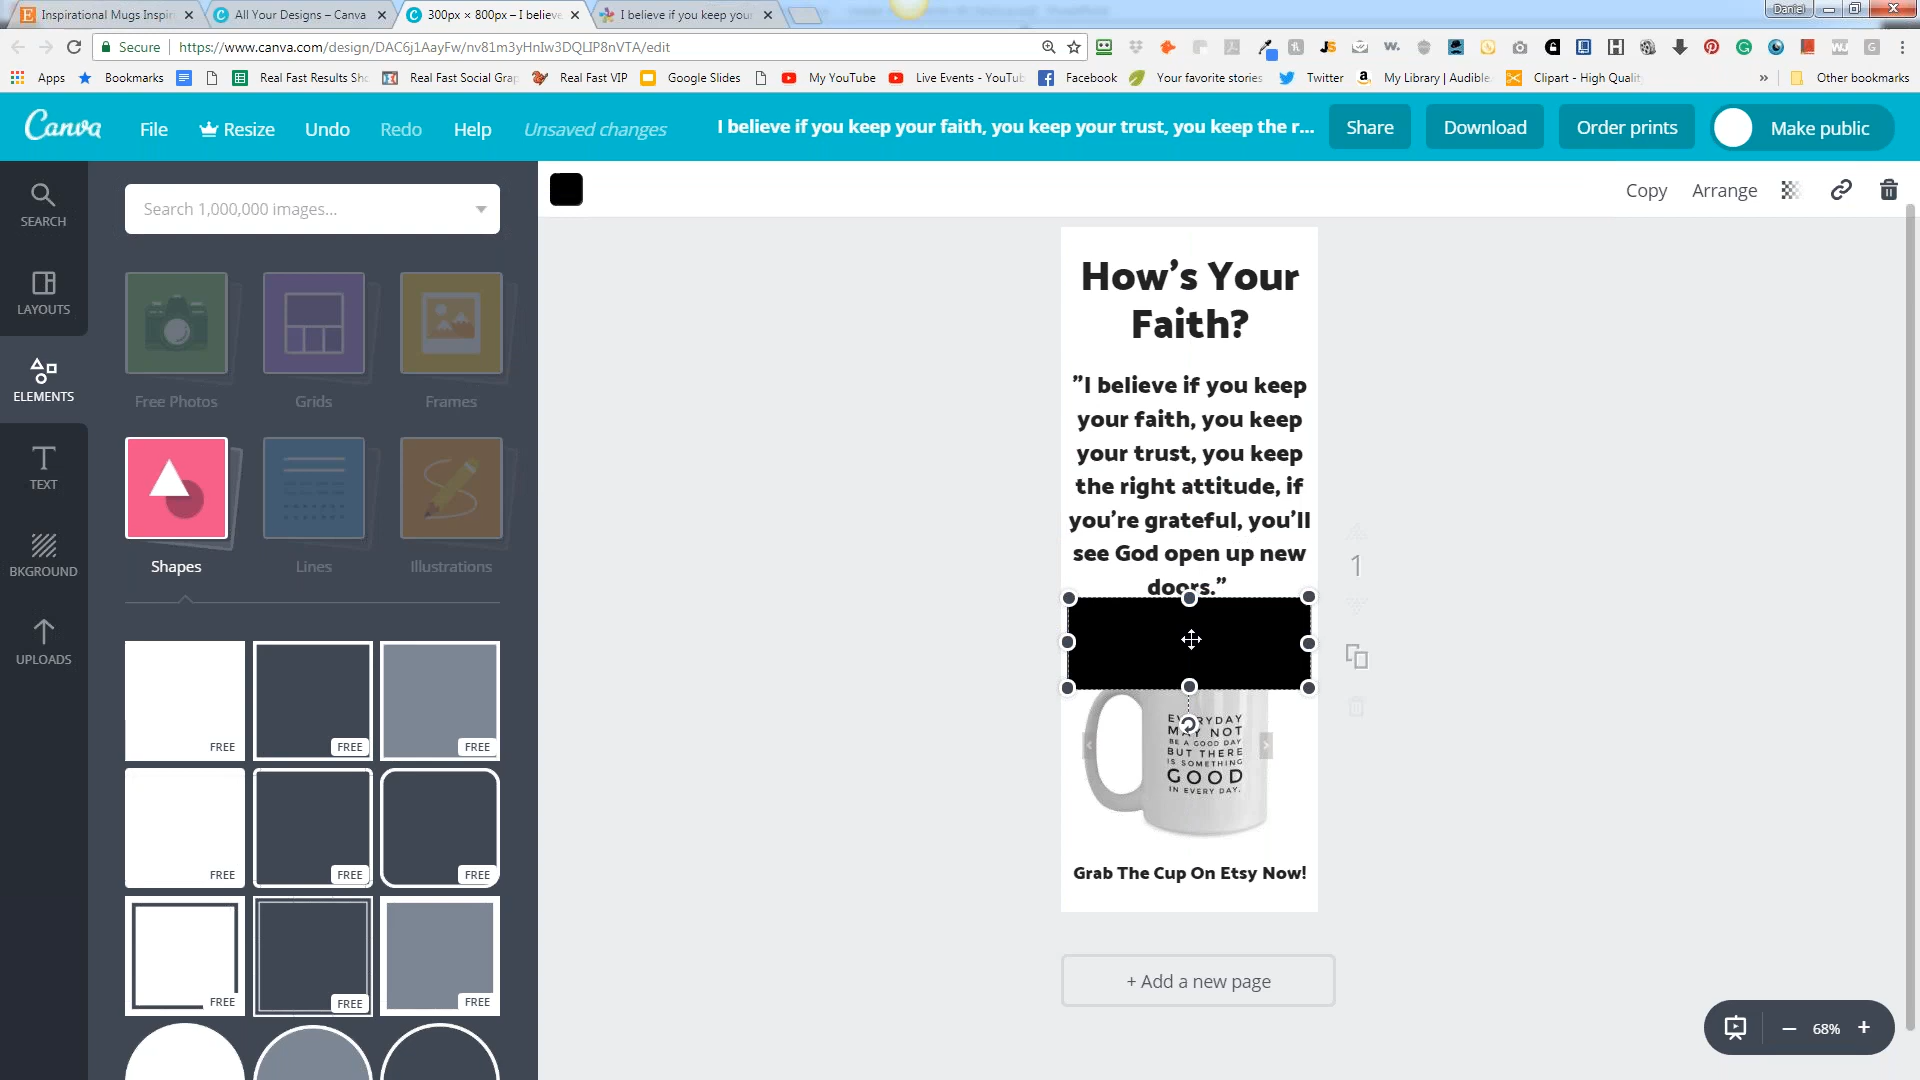 Daniel
Inspirational Mugs Inspir
All Your Designs – Canva
300px × 800px – I believe
I believe if you keep your
Secure
https://www.canva.com/design/DAC6j1AayFw/nv81m3yHnIw3DQLIP8nVTA/edit
Apps
Bookmarks
Real Fast Results Sho
Real Fast Social Grap
Real Fast VIP
Google Slides
My YouTube
Live Events - YouTub
Facebook
Your favorite stories
Twitter
My Library | Audible
Clipart - High Qualit
»
Other bookmarks
Canva
File
Resize
Undo
Redo
Help
Unsaved changes
I believe if you keep your faith, you keep your trust, you keep the r...
Share
Download
Order prints
Make public
SEARCH
LAYOUTS
ELEMENTS
TEXT
BKGROUND
UPLOADS
Search 1,000,000 images...
Free Photos
Grids
Frames
Shapes
Lines
Illustrations
FREE
FREE
FREE
FREE
FREE
FREE
FREE
FREE
FREE
Copy
Arrange
How’s Your
Faith?
”I believe if you keep
your faith, you keep
your trust, you keep
the right attitude, if
you’re grateful, you’ll
see God open up new
doors.”
EVERYDAY
MAY NOT
BE A GOOD DAY
BUT THERE
IS SOMETHING
GOOD
IN EVERY DAY.
Grab The Cup On Etsy Now!
1
+ Add a new page
68%